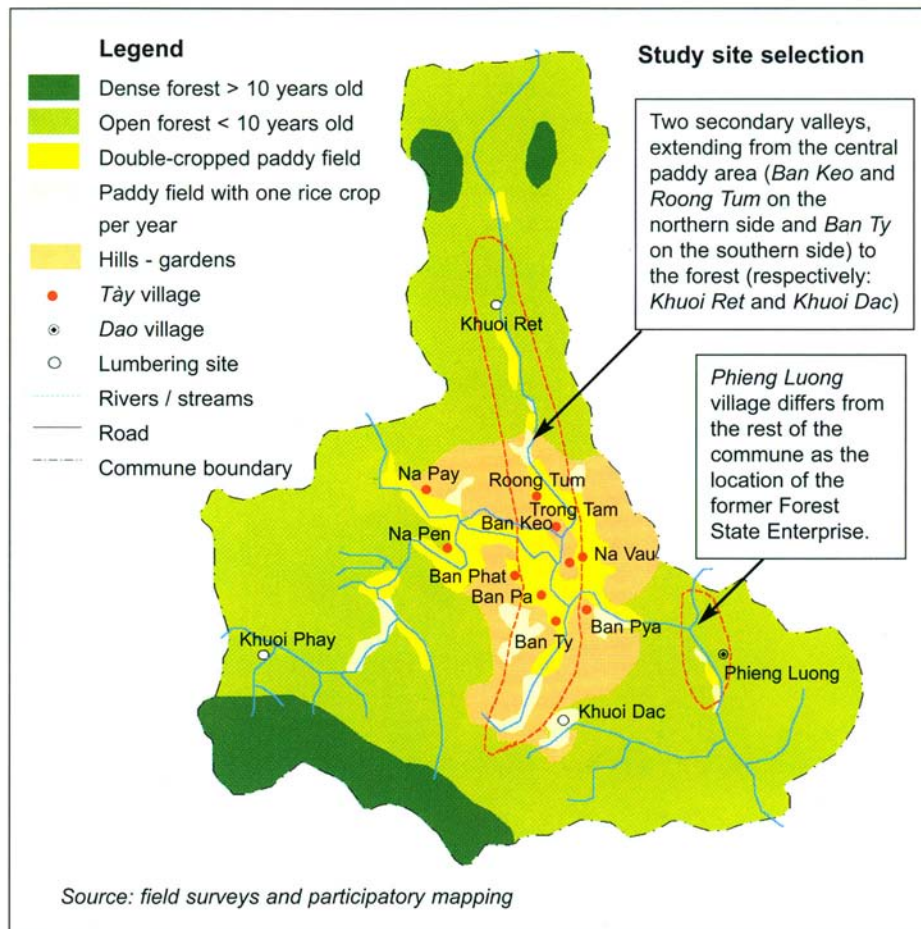 Legend
Dense forest > 10 years old
Open forest < 10 years old
Double-cropped paddy field
Paddy field with one rice crop
per year
Hills - gardens
Tày village
Dao village
Lumbering site
Rivers / streams
Road
Commune boundary
Study site selection
Two secondary valleys,
extending from the central
paddy area (Ban Keo and
Roong Tum on the
northern side and Ban Ty
on the southern side) to
the forest (respectively:
Khuoi Ret and Khuoi Dac)
Phieng Luong
village differs from
the rest of the
commune as the
location of the
former Forest
State Enterprise.
Khuoi Ret
Na Pay
Roong Tum
Trong Tam
Ban Keo
Na Pen
Na Vau
Ban Phat
Ban Pa
Ban Pya
Ban Ty
Khuoi Phay
Phieng Luong
Khuoi Dac
Source: field surveys and participatory mapping